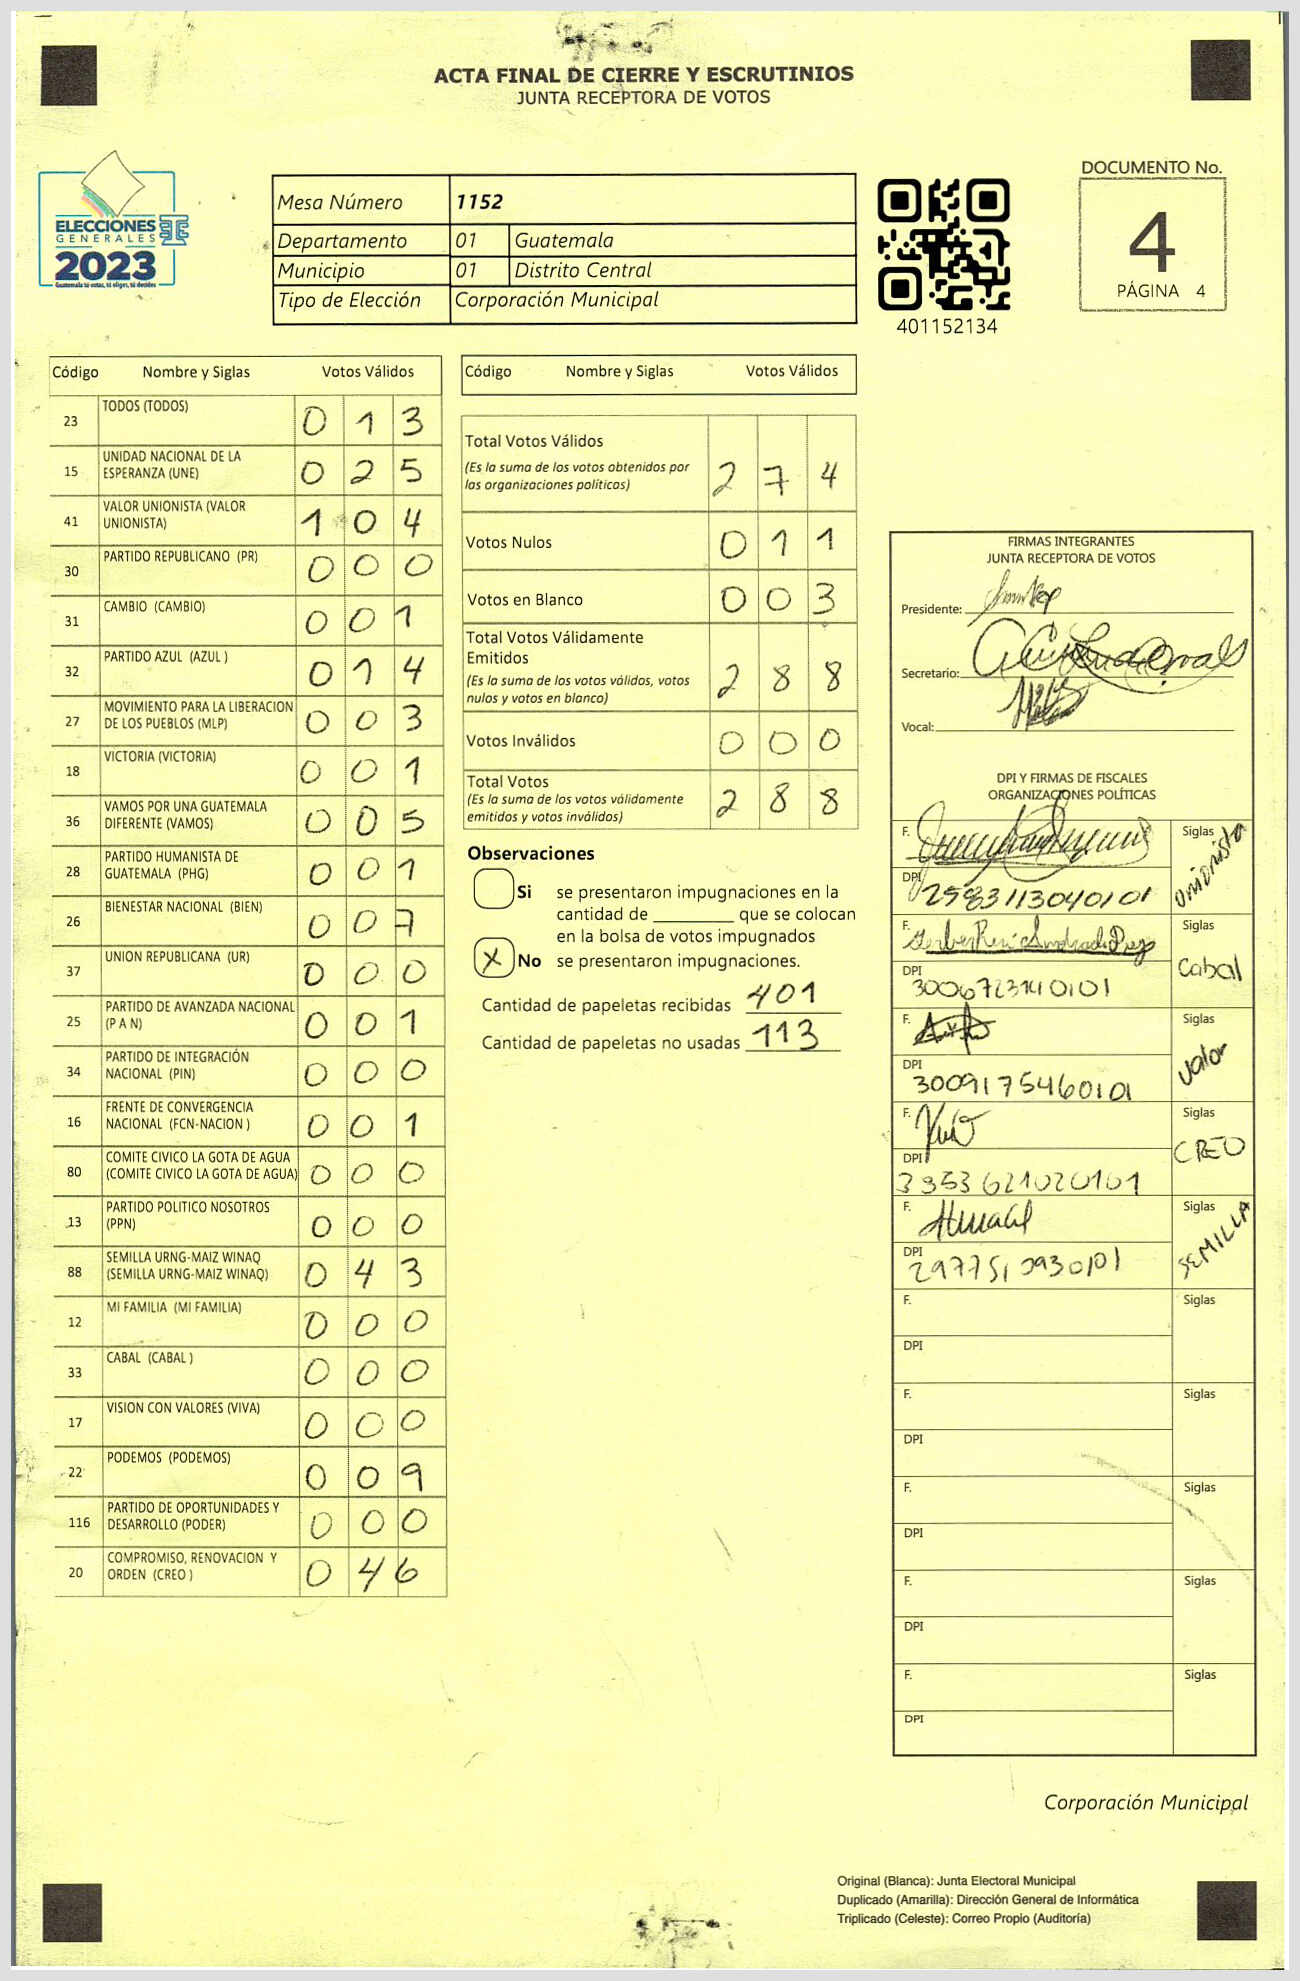 ACTA FINAL DE CIERRE Y ESCRUTINIOS
JUNTA RECEPTORA DE VOTOS
ELECCIONES
GENERALES
2023
Guatemala tú votas, tú eliges, tú decides
Mesa Número 1152
Departamento 01 Guatemala
Municipio 01 Distrito Central
Tipo de Elección Corporación Municipal
401152134
DOCUMENTO No.
4
PÁGINA 4
Código Nombre y Siglas Votos Válidos
23 TODOS (TODOS) 0 1 3
15 UNIDAD NACIONAL DE LA
ESPERANZA (UNE) 0 2 5
41 VALOR UNIONISTA (VALOR
UNIONISTA) 1 0 4
30 PARTIDO REPUBLICANO (PR) 0 0 0
31 CAMBIO (CAMBIO) 0 0 1
32 PARTIDO AZUL (AZUL ) 0 1 4
27 MOVIMIENTO PARA LA LIBERACION
DE LOS PUEBLOS (MLP) 0 0 3
18 VICTORIA (VICTORIA) 0 0 1
36 VAMOS POR UNA GUATEMALA
DIFERENTE (VAMOS) 0 0 5
28 PARTIDO HUMANISTA DE
GUATEMALA (PHG) 0 0 1
26 BIENESTAR NACIONAL (BIEN) 0 0 7
37 UNION REPUBLICANA (UR) 0 0 0
25 PARTIDO DE AVANZADA NACIONAL
(P A N) 0 0 1
34 PARTIDO DE INTEGRACIÓN
NACIONAL (PIN) 0 0 0
16 FRENTE DE CONVERGENCIA
NACIONAL (FCN-NACION ) 0 0 1
80 COMITE CIVICO LA GOTA DE AGUA
(COMITE CIVICO LA GOTA DE AGUA) 0 0 0
13 PARTIDO POLITICO NOSOTROS
(PPN) 0 0 0
88 SEMILLA URNG-MAIZ WINAQ
(SEMILLA URNG-MAIZ WINAQ) 0 4 3
12 MI FAMILIA (MI FAMILIA) 0 0 0
33 CABAL (CABAL ) 0 0 0
17 VISION CON VALORES (VIVA) 0 0 0
22 PODEMOS (PODEMOS) 0 0 9
116 PARTIDO DE OPORTUNIDADES Y
DESARROLLO (PODER) 0 0 0
20 COMPROMISO, RENOVACION Y
ORDEN (CREO ) 0 4 6
Código Nombre y Siglas Votos Válidos
Total Votos Válidos
(Es la suma de los votos obtenidos por
las organizaciones políticas) 2 7 4
Votos Nulos 0 1 1
Votos en Blanco 0 0 3
Total Votos Válidamente
Emitidos
(Es la suma de los votos válidos, votos
nulos y votos en blanco) 2 8 8
Votos Inválidos 0 0 0
Total Votos
(Es la suma de los votos válidamente
emitidos y votos inválidos) 2 8 8
Observaciones
Si se presentaron impugnaciones en la
cantidad de ________ que se colocan
en la bolsa de votos impugnados
X No se presentaron impugnaciones.
Cantidad de papeletas recibidas 401
Cantidad de papeletas no usadas 113
FIRMAS INTEGRANTES
JUNTA RECEPTORA DE VOTOS
Presidente:
Secretario:
Vocal:
DPI Y FIRMAS DE FISCALES
ORGANIZACIONES POLÍTICAS
F. Siglas
DPI 2583113040101 Unionista
F. Siglas
DPI 3006723140101 Cabal
F. Siglas
DPI 3009175460101 Valor
F. Siglas
DPI 3353621020101 CREO
F. Siglas
DPI 2977510930101 SEMILLA
F. Siglas
DPI
F. Siglas
DPI
F. Siglas
DPI
F. Siglas
DPI
F. Siglas
DPI
Corporación Municipal
Original (Blanca): Junta Electoral Municipal
Duplicado (Amarilla): Dirección General de Informática
Triplicado (Celeste): Correo Propio (Auditoría)